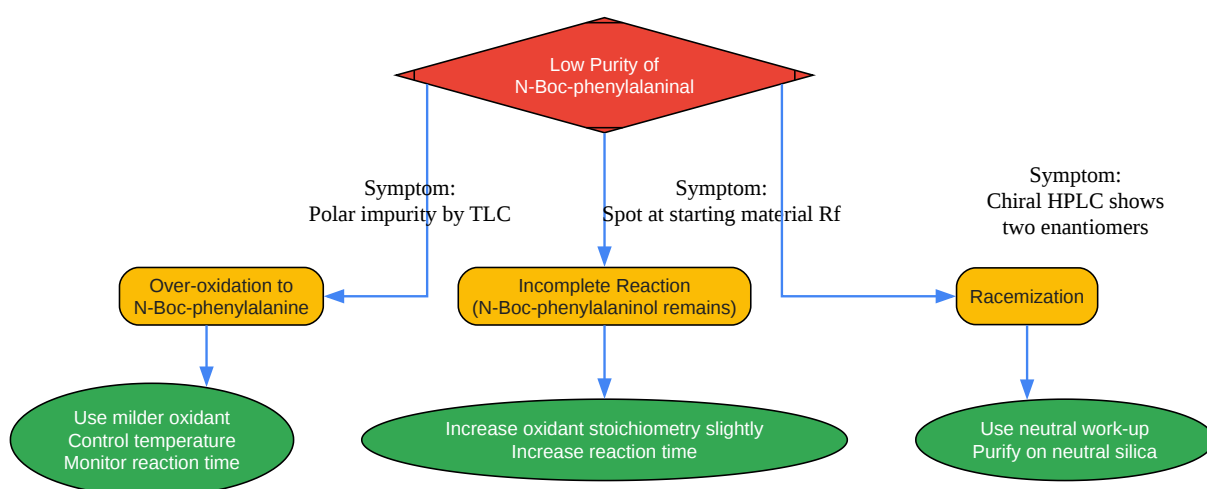 Low Purity of
N-Boc-phenylalaninal
Symptom:
Polar impurity by TLC
Symptom:
Spot at starting material Rf
Symptom:
Chiral HPLC shows
two enantiomers
Over-oxidation to
N-Boc-phenylalanine
Incomplete Reaction
(N-Boc-phenylalaninol remains)
Racemization
Use milder oxidant
Control temperature
Monitor reaction time
Increase oxidant stoichiometry slightly
Increase reaction time
Use neutral work-up
Purify on neutral silica